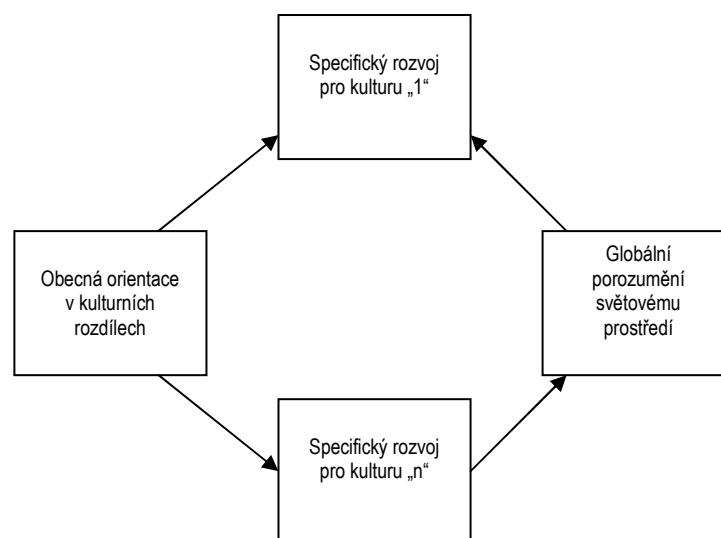 Specifický rozvoj
pro kulturu „1“
Obecná orientace
v kulturních
rozdílech
Globální
porozumění
světovému
prostředí
Specifický rozvoj
pro kulturu „n“